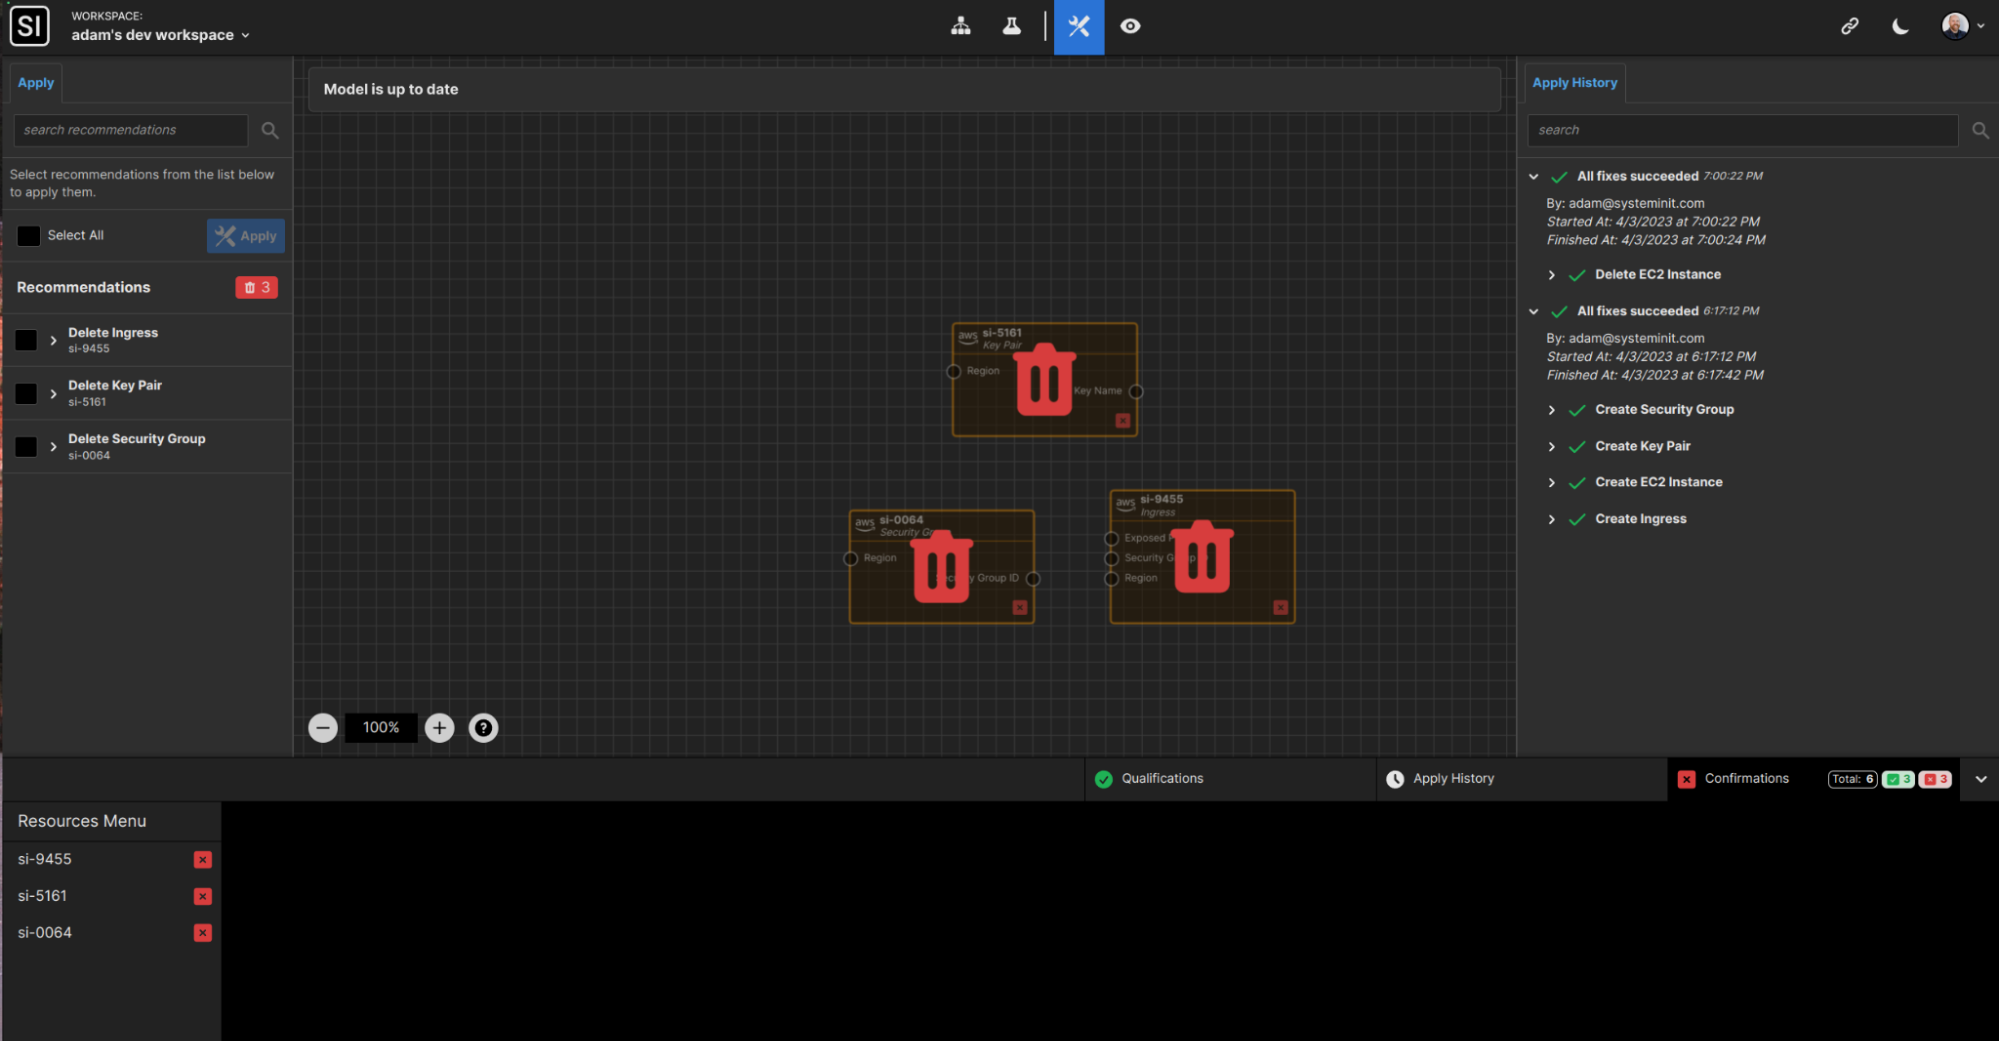 SI
WORKSPACE:
adam's dev workspace
Apply
search recommendations
Select recommendations from the list below
to apply them.
Select All
Apply
Recommendations
3
Delete Ingress
si-9455
Delete Key Pair
si-5161
Delete Security Group
si-0064
Model is up to date
aws
si-5161
Key Pair
Region
Key Name
aws
si-0064
Security Gr
Region
Group ID
aws
si-9455
Ingress
Exposed
Security G
Region
100%
?
Apply History
search
All fixes succeeded 7:00:22 PM
By: adam@systeminit.com
Started At: 4/3/2023 at 7:00:22 PM
Finished At: 4/3/2023 at 7:00:24 PM
Delete EC2 Instance
All fixes succeeded 6:17:12 PM
By: adam@systeminit.com
Started At: 4/3/2023 at 6:17:12 PM
Finished At: 4/3/2023 at 6:17:42 PM
Create Security Group
Create Key Pair
Create EC2 Instance
Create Ingress
Qualifications
Apply History
Confirmations
Total: 6
3
3
Resources Menu
si-9455
si-5161
si-0064